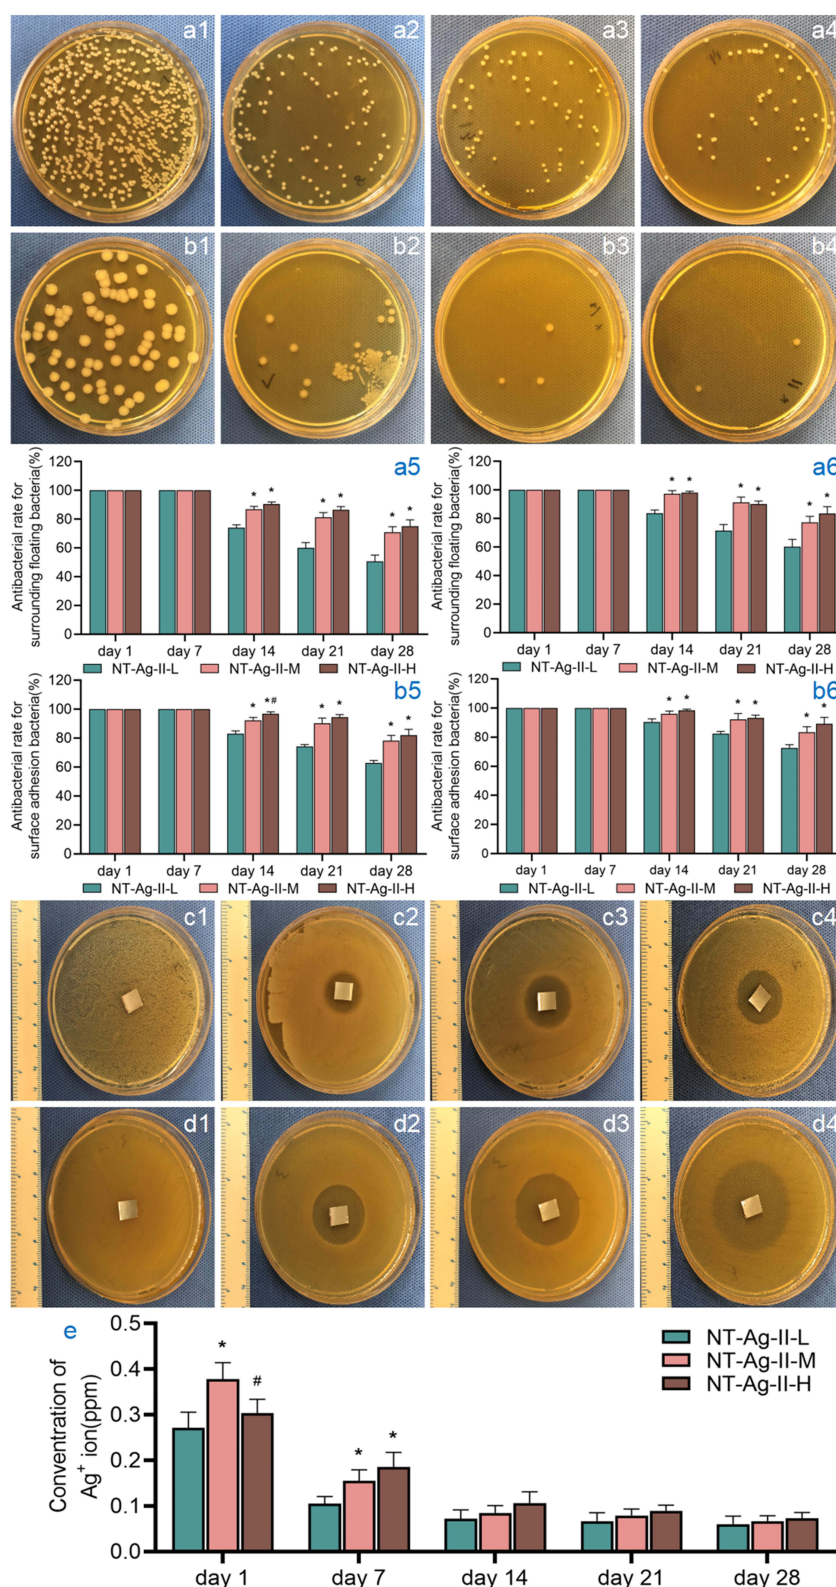 a1
a2
a3
a4
b1
b2
b3
b4
a5
Antibacterial rate for
surrounding floating bacteria(%)
120
100
80
60
40
20
0
day 1
day 7
day 14
day 21
day 28
* * * * * *
NT-Ag-II-L
NT-Ag-II-M
NT-Ag-II-H
a6
Antibacterial rate for
surrounding floating bacteria(%)
120
100
80
60
40
20
0
day 1
day 7
day 14
day 21
day 28
* * * * * *
NT-Ag-II-L
NT-Ag-II-M
NT-Ag-II-H
b5
Antibacterial rate for
surface adhesion bacteria(%)
120
100
80
60
40
20
0
day 1
day 7
day 14
day 21
day 28
* *# * * * *
NT-Ag-II-L
NT-Ag-II-M
NT-Ag-II-H
b6
Antibacterial rate for
surface adhesion bacteria(%)
120
100
80
60
40
20
0
day 1
day 7
day 14
day 21
day 28
* * * * * *
NT-Ag-II-L
NT-Ag-II-M
NT-Ag-II-H
c1
c2
c3
c4
d1
d2
d3
d4
e
Conventration of
Ag+ ion(ppm)
0.5
0.4
0.3
0.2
0.1
0.0
* # * *
day 1
day 7
day 14
day 21
day 28
NT-Ag-II-L
NT-Ag-II-M
NT-Ag-II-H